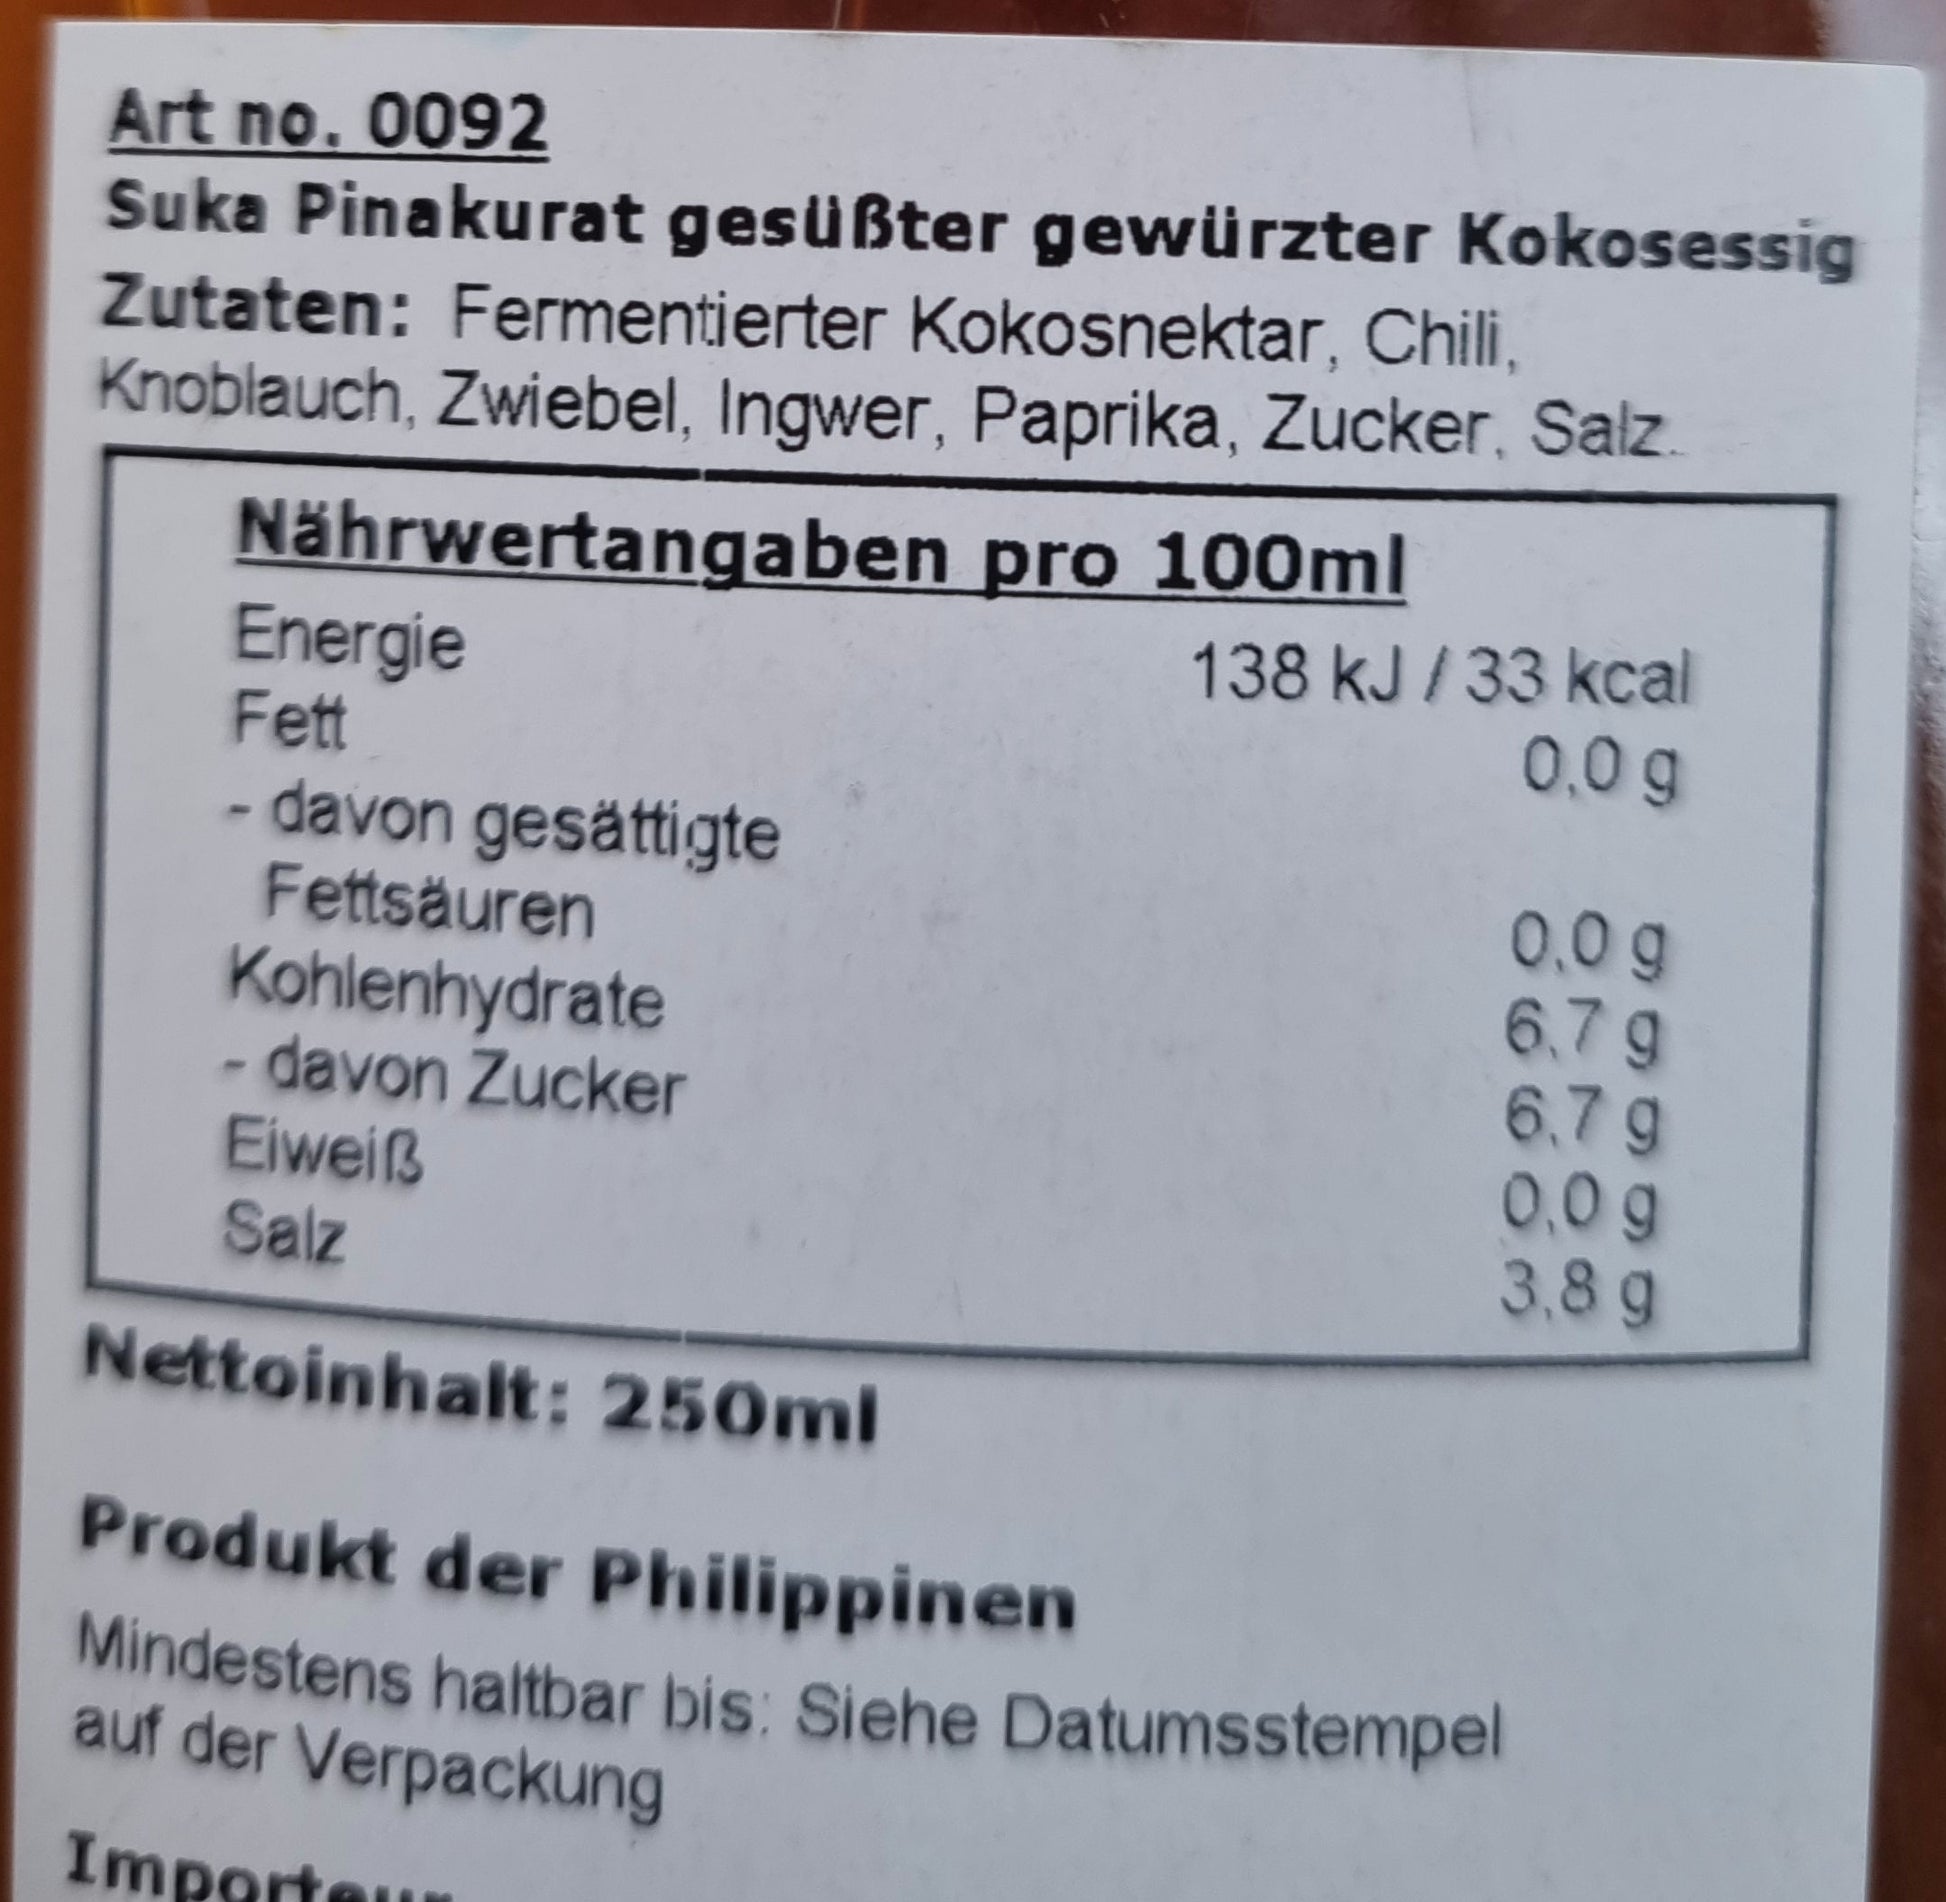 Art no. 0092
Suka Pinakurat gesüßter gewürzter Kokosessig
Zutaten: Fermentierter Kokosnektar, Chili,
Knoblauch, Zwiebel, Ingwer, Paprika, Zucker, Salz.
Nährwertangaben pro 100ml
Energie 138 kJ / 33 kcal
Fett 0,0 g
- davon gesättigte
Fettsäuren 0,0 g
Kohlenhydrate 6,7 g
- davon Zucker 6,7 g
Eiweiß 0,0 g
Salz 3,8 g
Nettoinhalt: 250ml
Produkt der Philippinen
Mindestens haltbar bis: Siehe Datumsstempel
auf der Verpackung
Importeur